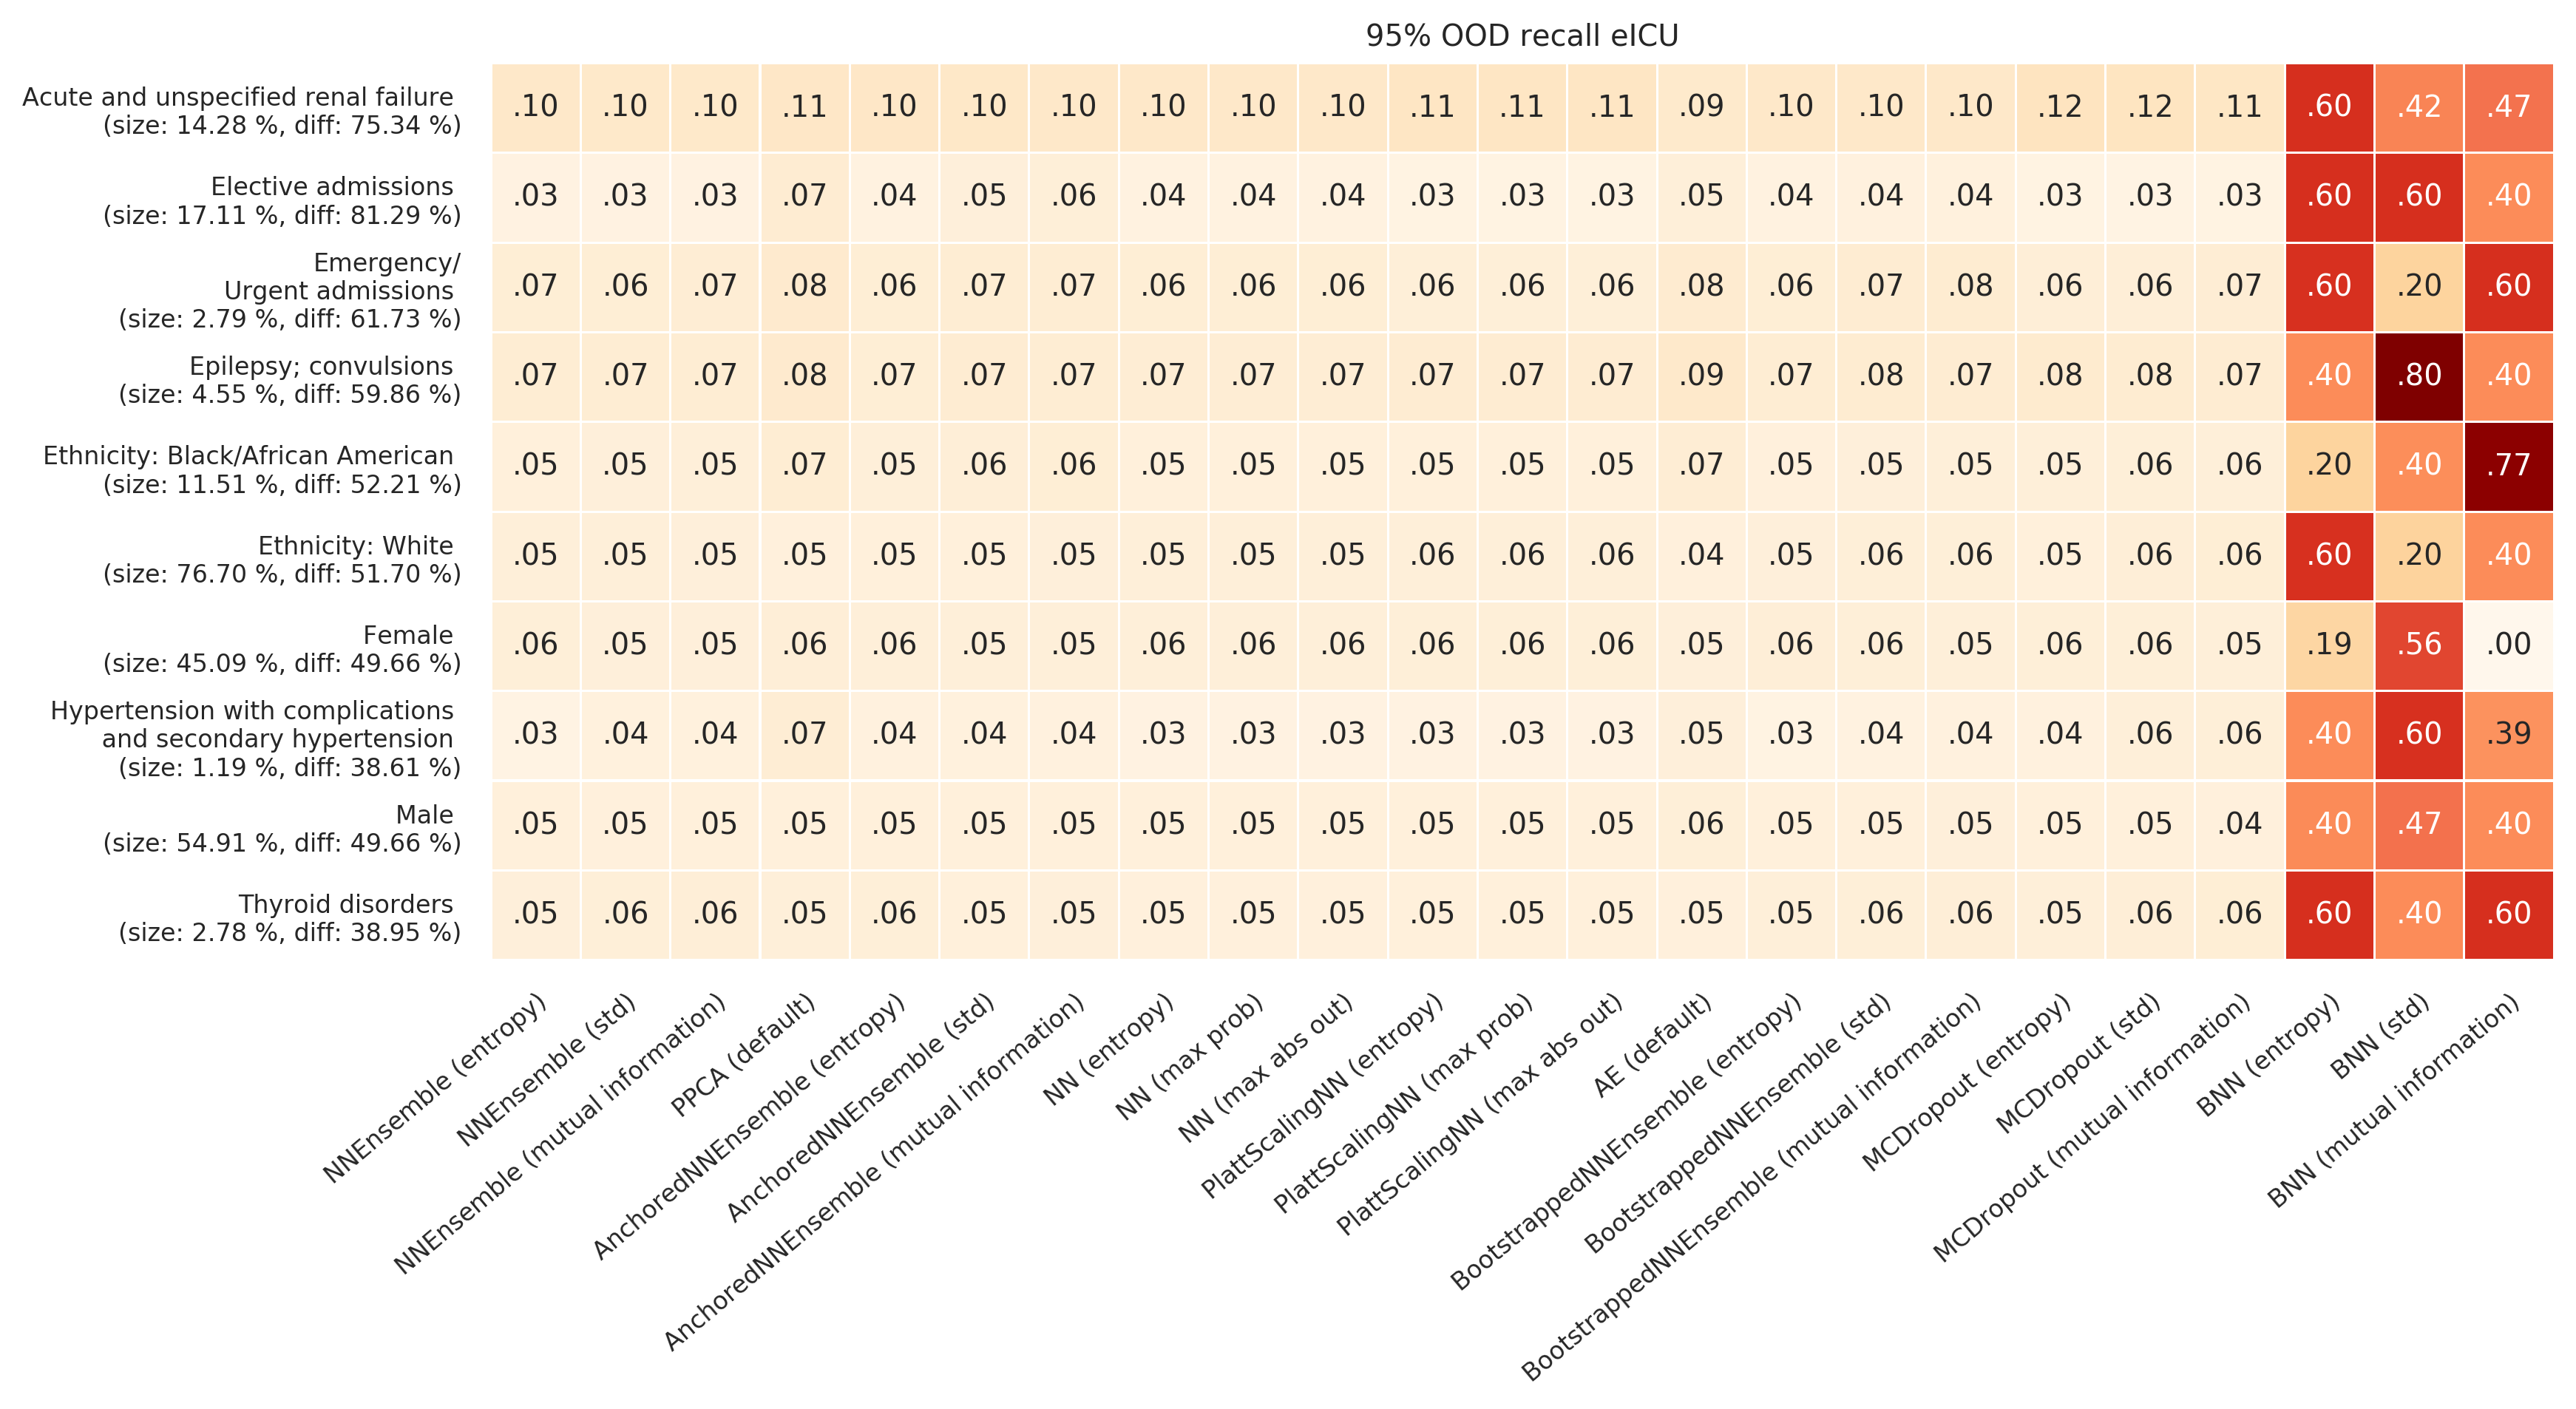 95% OOD recall eICU
Acute and unspecified renal failure
(size: 14.28 %, diff: 75.34 %)
.10 .10 .10 .11 .10 .10 .10 .10 .10 .10 .11 .11 .11 .09 .10 .10 .10 .12 .12 .11 .60 .42 .47
Elective admissions
(size: 17.11 %, diff: 81.29 %)
.03 .03 .03 .07 .04 .05 .06 .04 .04 .04 .03 .03 .03 .05 .04 .04 .04 .03 .03 .03 .60 .60 .40
Emergency/
Urgent admissions
(size: 2.79 %, diff: 61.73 %)
.07 .06 .07 .08 .06 .07 .07 .06 .06 .06 .06 .06 .06 .08 .06 .07 .08 .06 .06 .07 .60 .20 .60
Epilepsy; convulsions
(size: 4.55 %, diff: 59.86 %)
.07 .07 .07 .08 .07 .07 .07 .07 .07 .07 .07 .07 .07 .09 .07 .08 .07 .08 .08 .07 .40 .80 .40
Ethnicity: Black/African American
(size: 11.51 %, diff: 52.21 %)
.05 .05 .05 .07 .05 .06 .06 .05 .05 .05 .05 .05 .05 .07 .05 .05 .05 .05 .06 .06 .20 .40 .77
Ethnicity: White
(size: 76.70 %, diff: 51.70 %)
.05 .05 .05 .05 .05 .05 .05 .05 .05 .05 .06 .06 .06 .04 .05 .06 .06 .05 .06 .06 .60 .20 .40
Female
(size: 45.09 %, diff: 49.66 %)
.06 .05 .05 .06 .06 .05 .05 .06 .06 .06 .06 .06 .06 .05 .06 .06 .05 .06 .06 .05 .19 .56 .00
Hypertension with complications
and secondary hypertension
(size: 1.19 %, diff: 38.61 %)
.03 .04 .04 .07 .04 .04 .04 .03 .03 .03 .03 .03 .03 .05 .03 .04 .04 .04 .06 .06 .40 .60 .39
Male
(size: 54.91 %, diff: 49.66 %)
.05 .05 .05 .05 .05 .05 .05 .05 .05 .05 .05 .05 .05 .06 .05 .05 .05 .05 .05 .04 .40 .47 .40
Thyroid disorders
(size: 2.78 %, diff: 38.95 %)
.05 .06 .06 .05 .06 .05 .05 .05 .05 .05 .05 .05 .05 .05 .05 .06 .06 .05 .06 .06 .60 .40 .60
NNEnsemble (entropy)
NNEnsemble (std)
NNEnsemble (mutual information)
PPCA (default)
AnchoredNNEnsemble (entropy)
AnchoredNNEnsemble (std)
AnchoredNNEnsemble (mutual information)
NN (entropy)
NN (max prob)
NN (max abs out)
PlattScalingNN (entropy)
PlattScalingNN (max prob)
PlattScalingNN (max abs out)
AE (default)
BootstrappedNNEnsemble (entropy)
BootstrappedNNEnsemble (std)
BootstrappedNNEnsemble (mutual information)
MCDropout (entropy)
MCDropout (std)
MCDropout (mutual information)
BNN (entropy)
BNN (std)
BNN (mutual information)